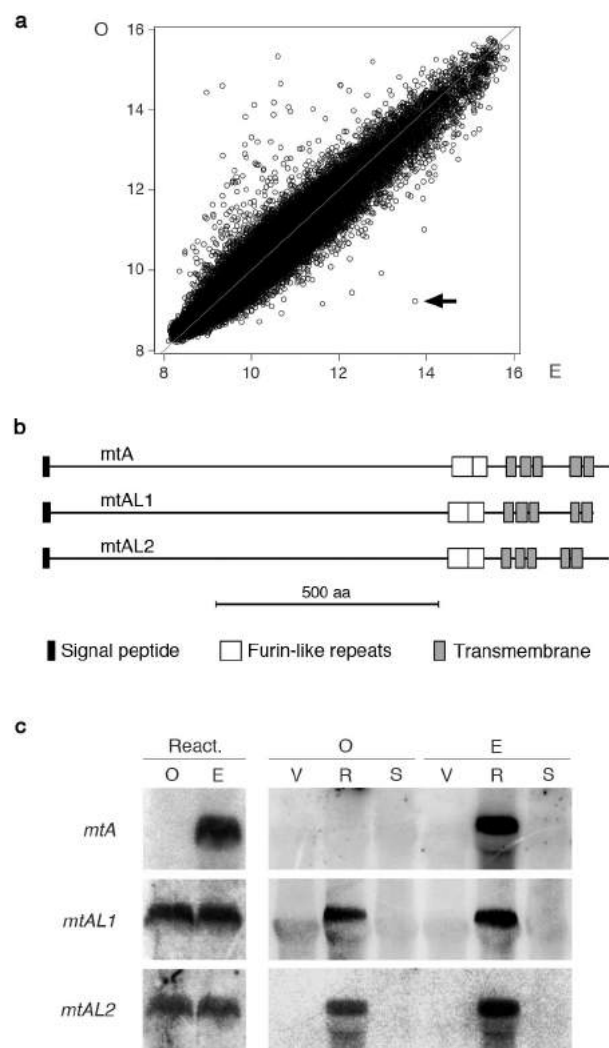 a
O
16
14
12
10
8
8 10 12 14 16
E
b
mtA
mtAL1
mtAL2
500 aa
Signal peptide Furin-like repeats Transmembrane
c
React. O E
O E V R S V R S
mtA
mtAL1
mtAL2